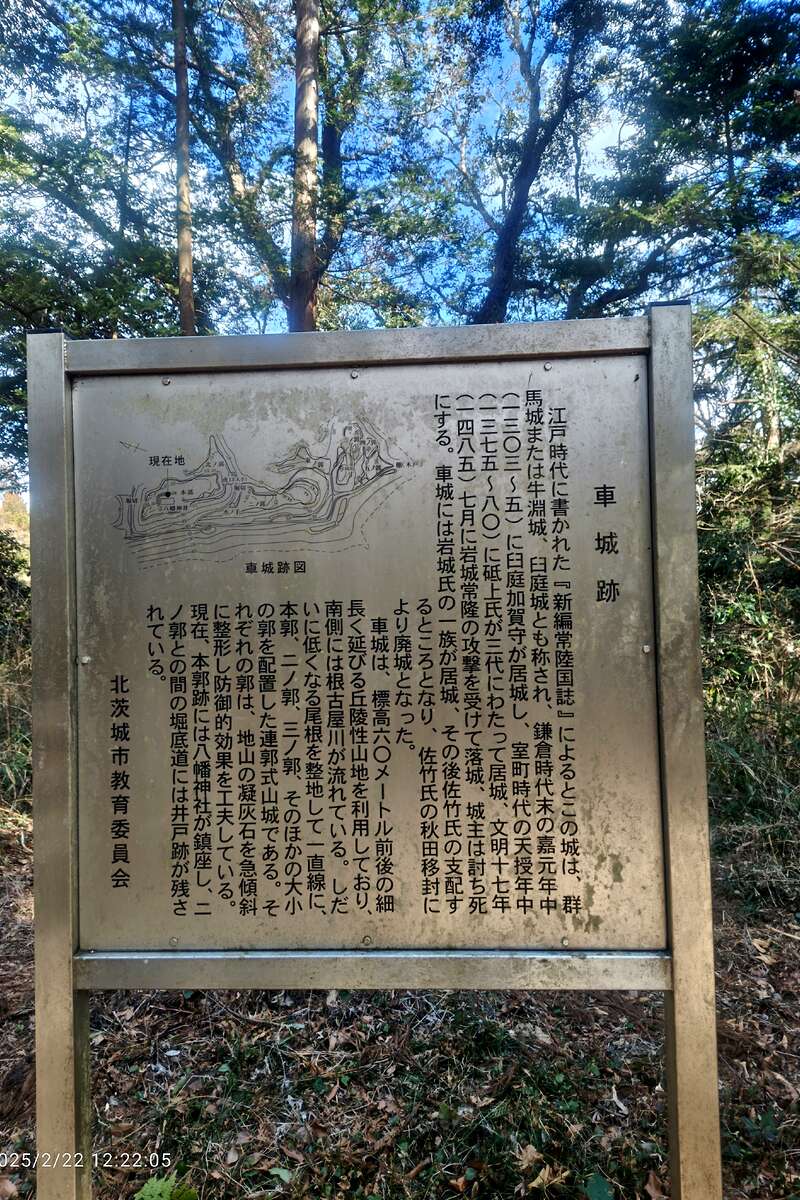 車城跡
江戸時代に書かれた『新編常陸国誌』によるとこの城は、群
馬城または牛淵城、臼庭城とも称され、鎌倉時代末の嘉元年中
(一三〇三〜五)に臼庭加賀守が居城し、室町時代の天授年中
(一三七五〜八〇)に砥上氏が三代にわたって居城、文明十七年
(一四八五)七月に岩城常隆の攻撃を受けて落城、城主は討ち死
にする。車城には岩城氏の一族が居城、その後佐竹氏の支配す
るところとなり、佐竹氏の秋田移封に
より廃城となった。
車城は、標高六〇メートル前後の細
長く延びる丘陵性山地を利用しており、
南側には根古屋川が流れている。しだ
いに低くなる尾根を整地して一直線に、
本郭、二ノ郭、三ノ郭、そのほかの大小
の郭を配置した連郭式山城である。そ
れぞれの郭は、地山の凝灰石を急傾斜
に整形し防御的効果を工夫している。
現在、本郭跡には八幡神社が鎮座し、二
ノ郭との間の堀底道には井戸跡が残さ
れている。
北茨城市教育委員会
現在地
本郭
八幡神社
車城跡図
025/2/22 12:22:05